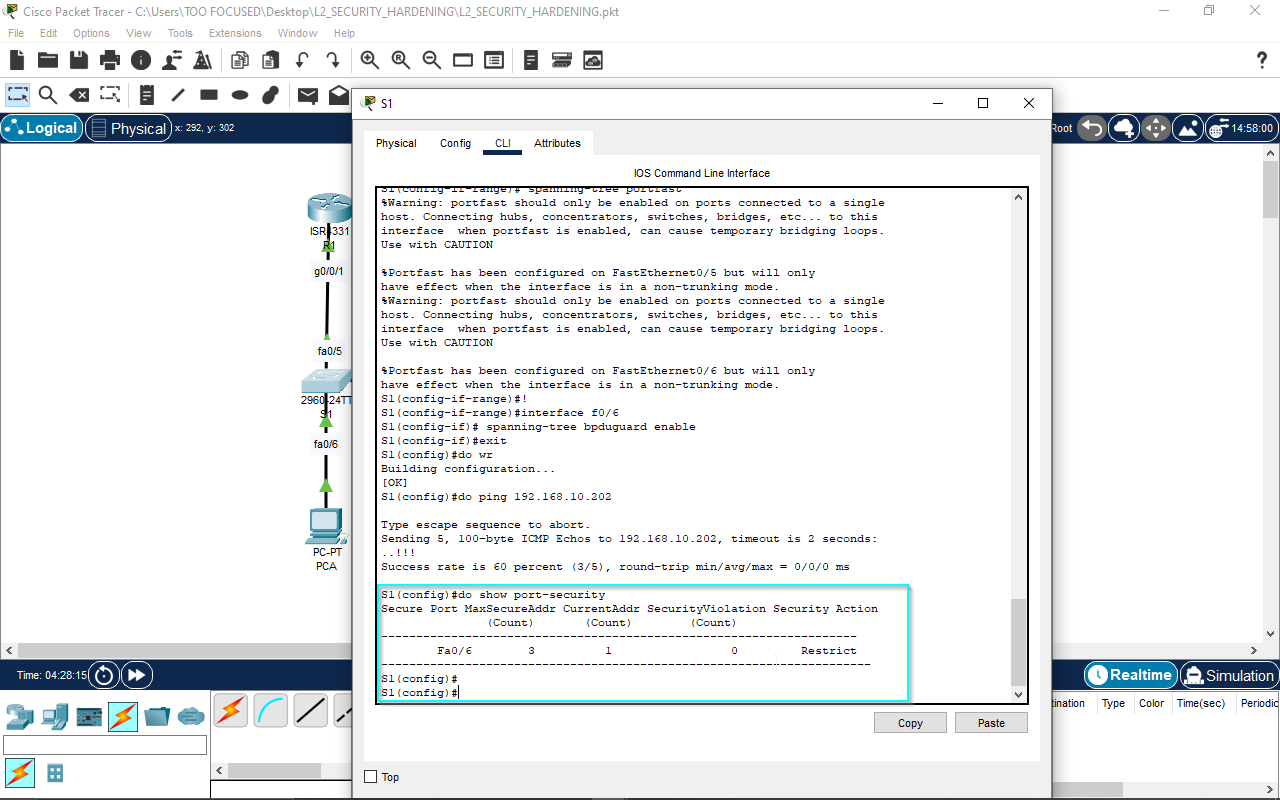 Cisco Packet Tracer - C:\Users\TOO FOCUSED\Desktop\L2_SECURITY_HARDENING\L2_SECURITY_HARDENING.pkt
File Edit Options View Tools Extensions Window Help
Logical Physical x: 292, y: 302
Root 14:58:00
S1
Physical Config CLI Attributes
IOS Command Line Interface
S1(config-if-range)# spanning-tree portfast
%Warning: portfast should only be enabled on ports connected to a single
host. Connecting hubs, concentrators, switches, bridges, etc... to this
interface  when portfast is enabled, can cause temporary bridging loops.
Use with CAUTION
%Portfast has been configured on FastEthernet0/5 but will only
have effect when the interface is in a non-trunking mode.
%Warning: portfast should only be enabled on ports connected to a single
host. Connecting hubs, concentrators, switches, bridges, etc... to this
interface  when portfast is enabled, can cause temporary bridging loops.
Use with CAUTION
%Portfast has been configured on FastEthernet0/6 but will only
have effect when the interface is in a non-trunking mode.
S1(config-if-range)#!
S1(config-if-range)#interface f0/6
S1(config-if)# spanning-tree bpduguard enable
S1(config-if)#exit
S1(config)#do wr
Building configuration...
[OK]
S1(config)#do ping 192.168.10.202
Type escape sequence to abort.
Sending 5, 100-byte ICMP Echos to 192.168.10.202, timeout is 2 seconds:
..!!!
Success rate is 60 percent (3/5), round-trip min/avg/max = 0/0/0 ms
S1(config)#do show port-security
Secure Port MaxSecureAddr CurrentAddr SecurityViolation Security Action
(Count) (Count) (Count)
--------------------------------------------------------------------
Fa0/6 3 1 0 Restrict
----------------------------------------------------------------------
S1(config)#
S1(config)#
Copy Paste
Top
ISR4331
R1
g0/0/1
fa0/5
2960-24TT
S1
fa0/6
PC-PT
PCA
Time: 04:28:15
Realtime Simulation
tination Type Color Time(sec) Periodic